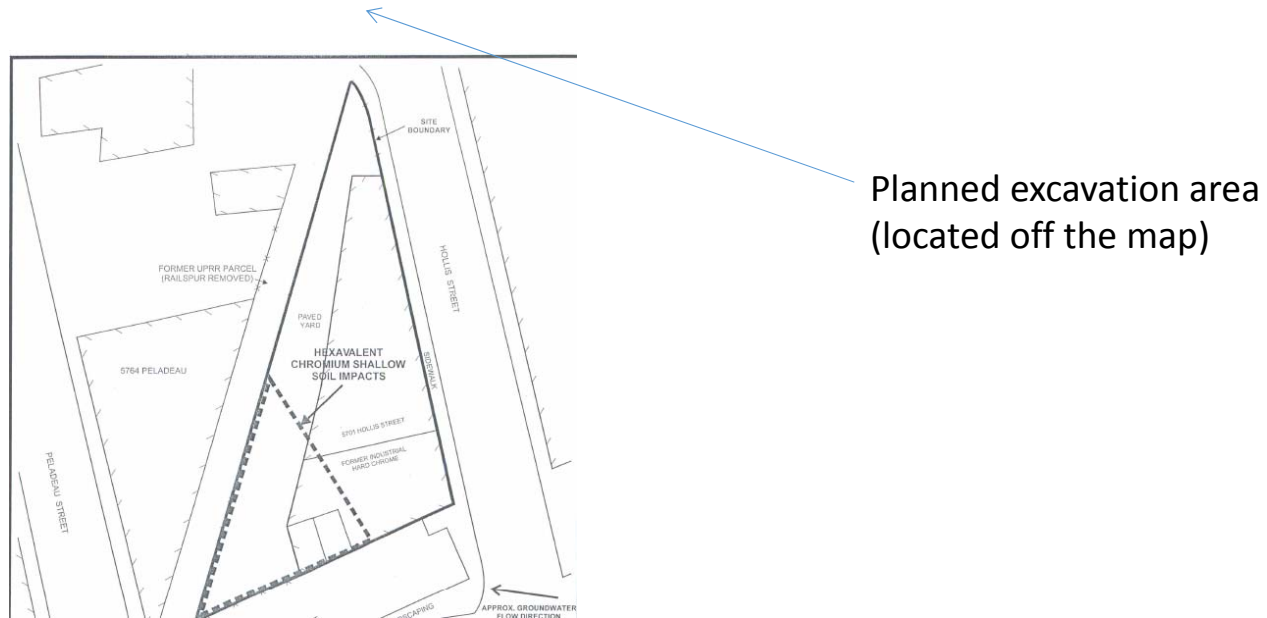 SITE
BOUNDARY
Planned excavation area
(located off the map)
FORMER UPRR PARCEL
(RAILSPUR REMOVED)
HOLLIS STREET
PAVED
YARD
HEXAVALENT
CHROMIUM SHALLOW
SOIL IMPACTS
5764 PELADEAU
SIDEWALK
5701 HOLLIS STREET
FORMER INDUSTRIAL
HARD CHROME
PELADEAU STREET
APPROX. GROUNDWATER
FLOW DIRECTION